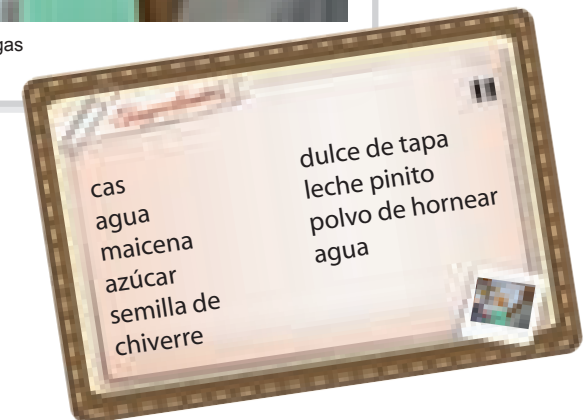 gas
cas
agua
maicena
azúcar
semilla de
chiverre
dulce de tapa
leche pinito
polvo de hornear
agua